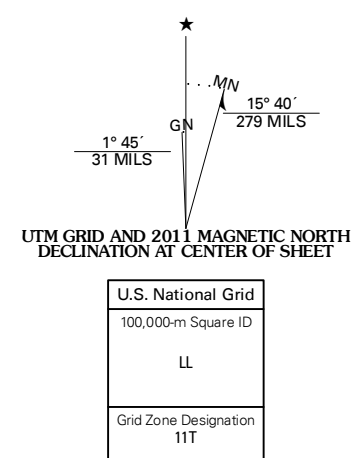 ★
MN
15° 40´
279 MILS
GN
1° 45´
31 MILS
UTM GRID AND 2011 MAGNETIC NORTH
DECLINATION AT CENTER OF SHEET
U.S. National Grid
100,000-m Square ID
LL
Grid Zone Designation
11T